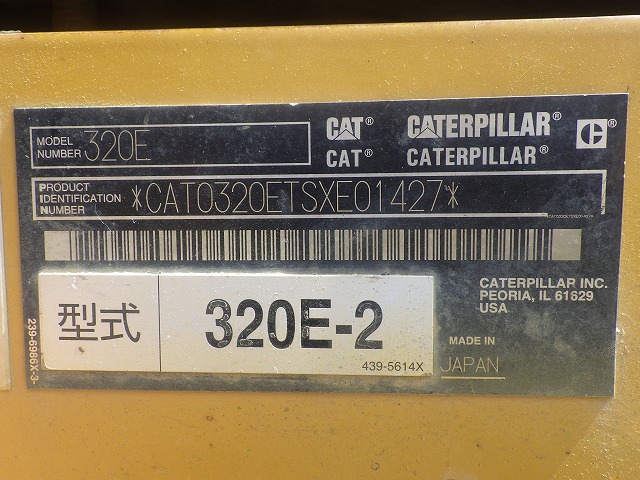 MODEL NUMBER 320E
CAT® CATERPILLAR®
CAT® CATERPILLAR®
PRODUCT IDENTIFICATION NUMBER *CAT0320ETSXE01427*
*CAT0320ETSXE01427*
CATERPILLAR INC.
PEORIA, IL 61629
USA
型式 320E-2
439-5614X
MADE IN JAPAN
239-6986X-3